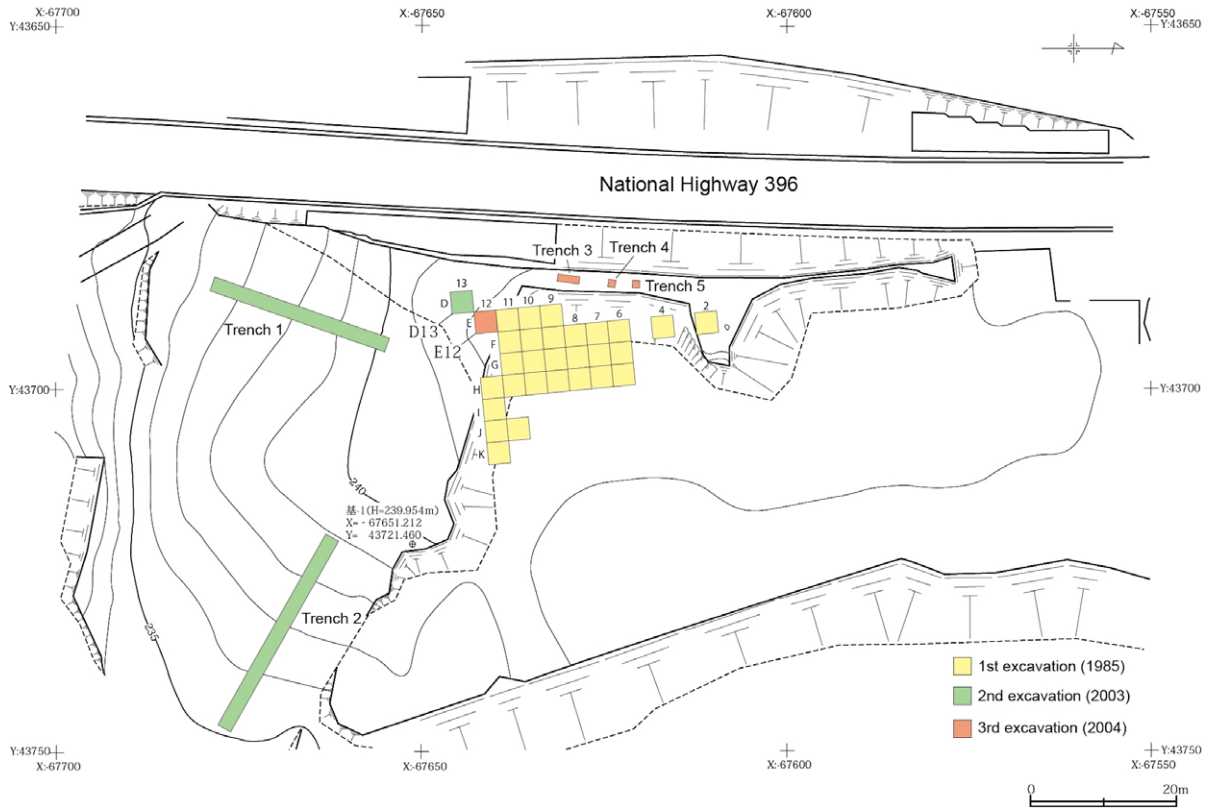 X:-67700
X:-67650
X:-67600
X:-67550
Y:43650
Y:43650
National Highway 396
Trench 3
Trench 4
Trench 5
13
D
12
11
10
9
8
7
6
4
2
E
D13
E12
F
G
H
I
J
K
Trench 1
Y:43700
Y:43700
240
基-1(H=239.954m)
X= - 67651.212
Y= 43721.460
Trench 2
235
1st excavation (1985)
2nd excavation (2003)
3rd excavation (2004)
Y:43750
Y:43750
X:-67700
X:-67650
X:-67600
X:-67550
0
20m